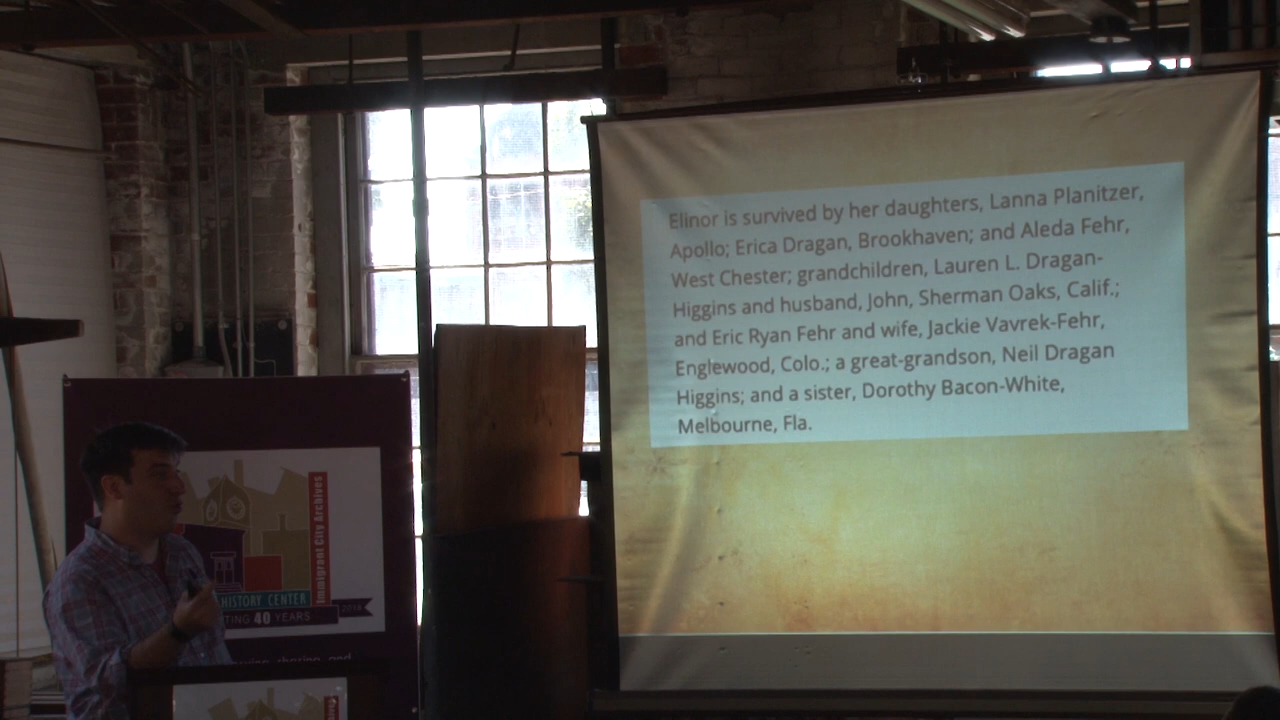 Elinor is survived by her daughters, Lanna Planitzer,
Apollo; Erica Dragan, Brookhaven; and Aleda Fehr,
West Chester; grandchildren, Lauren L. Dragan-
Higgins and husband, John, Sherman Oaks, Calif.;
and Eric Ryan Fehr and wife, Jackie Vavrek-Fehr,
Englewood, Colo.; a great-grandson, Neil Dragan
Higgins; and a sister, Dorothy Bacon-White,
Melbourne, Fla.
Immigrant City Archives
HISTORY CENTER
TING 40 YEARS
2018
and